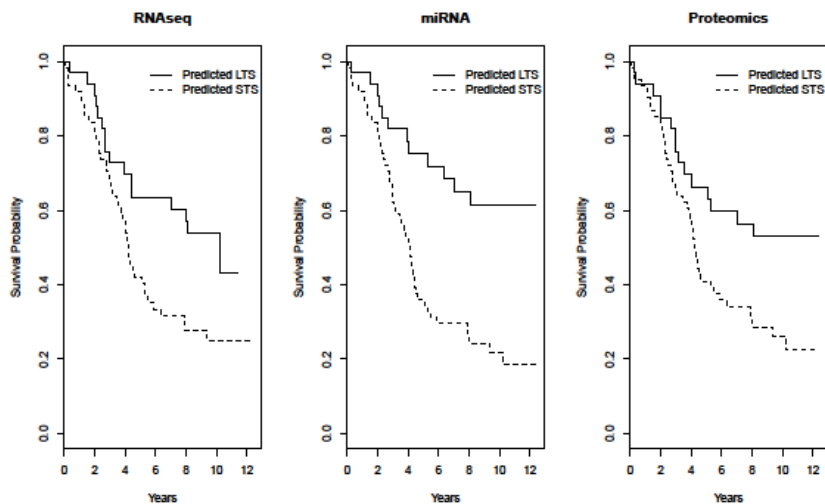 RNAseq
Survival Probability
0.0 0.2 0.4 0.6 0.8 1.0
Predicted LTS
Predicted STS
0 2 4 6 8 10 12
Years
miRNA
Survival Probability
0.0 0.2 0.4 0.6 0.8 1.0
Predicted LTS
Predicted STS
0 2 4 6 8 10 12
Years
Proteomics
Survival Probability
0.0 0.2 0.4 0.6 0.8 1.0
Predicted LTS
Predicted STS
0 2 4 6 8 10 12
Years